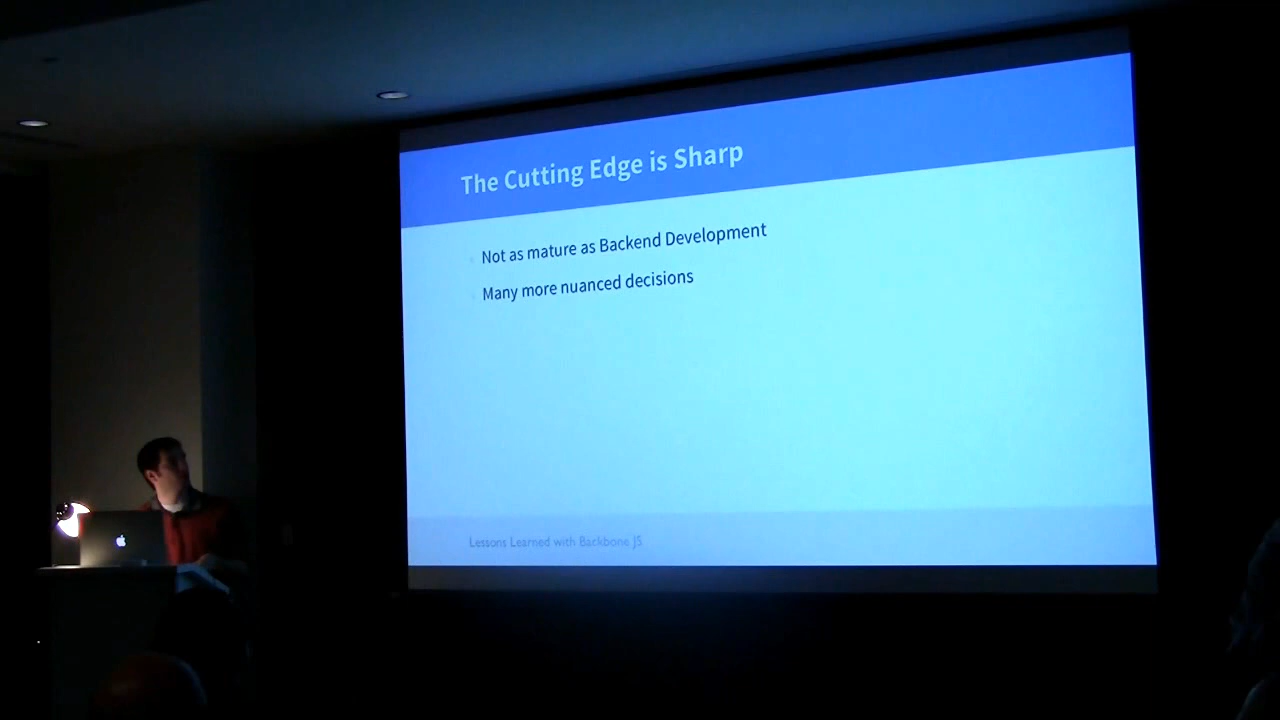 The Cutting Edge is Sharp
Not as mature as Backend Development
Many more nuanced decisions
Lessons Learned with Backbone JS